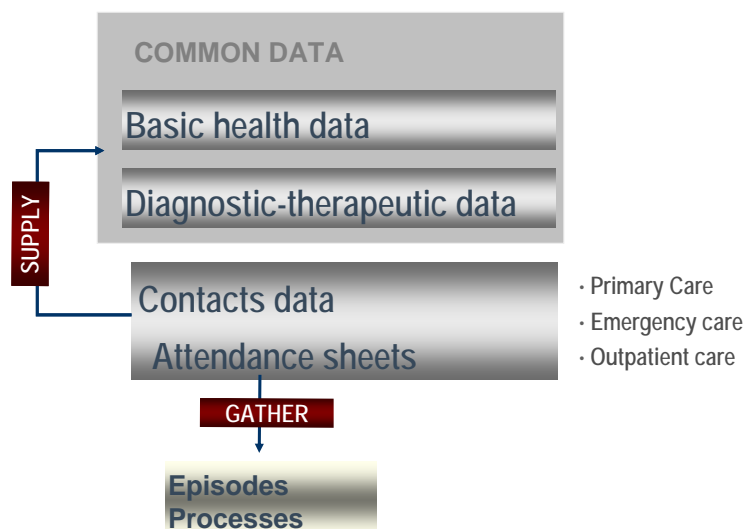 COMMON DATA
Basic health data
Diagnostic-therapeutic data
SUPPLY
Contacts data
Attendance sheets
· Primary Care
· Emergency care
· Outpatient care
GATHER
Episodes
Processes